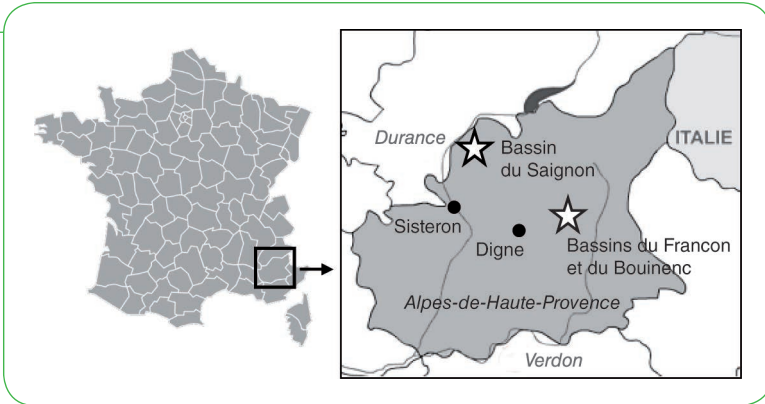 Durance
ITALIE
Bassin
du Saignon
Sisteron
Digne
Bassins du Francon
et du Bouinenc
Alpes-de-Haute-Provence
Verdon